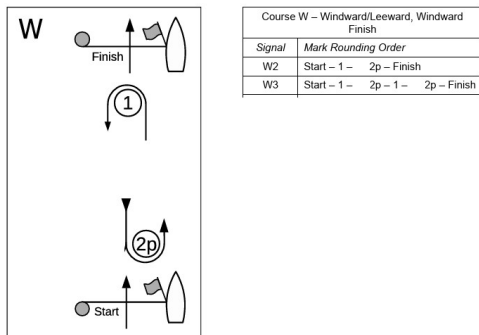 W
Finish
1
2p
Start
Course W – Windward/Leeward, Windward
Finish
Signal Mark Rounding Order
W2 Start – 1 – 2p – Finish
W3 Start – 1 – 2p – 1 – 2p – Finish